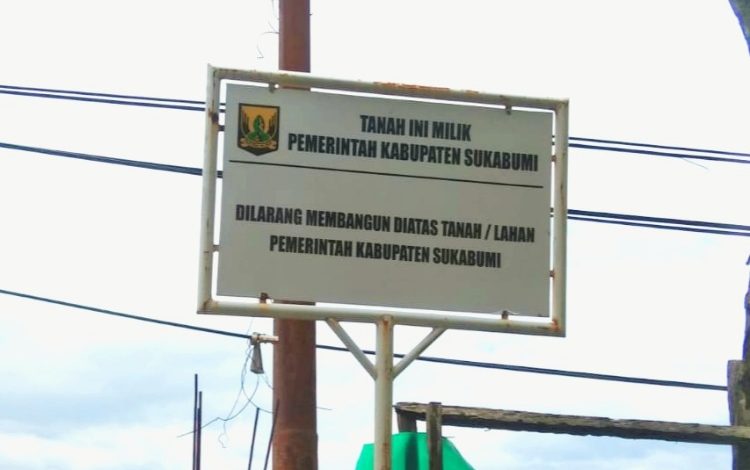 TANAH INI MILIK
PEMERINTAH KABUPATEN SUKABUMI
DILARANG MEMBANGUN DIATAS TANAH / LAHAN
PEMERINTAH KABUPATEN SUKABUMI